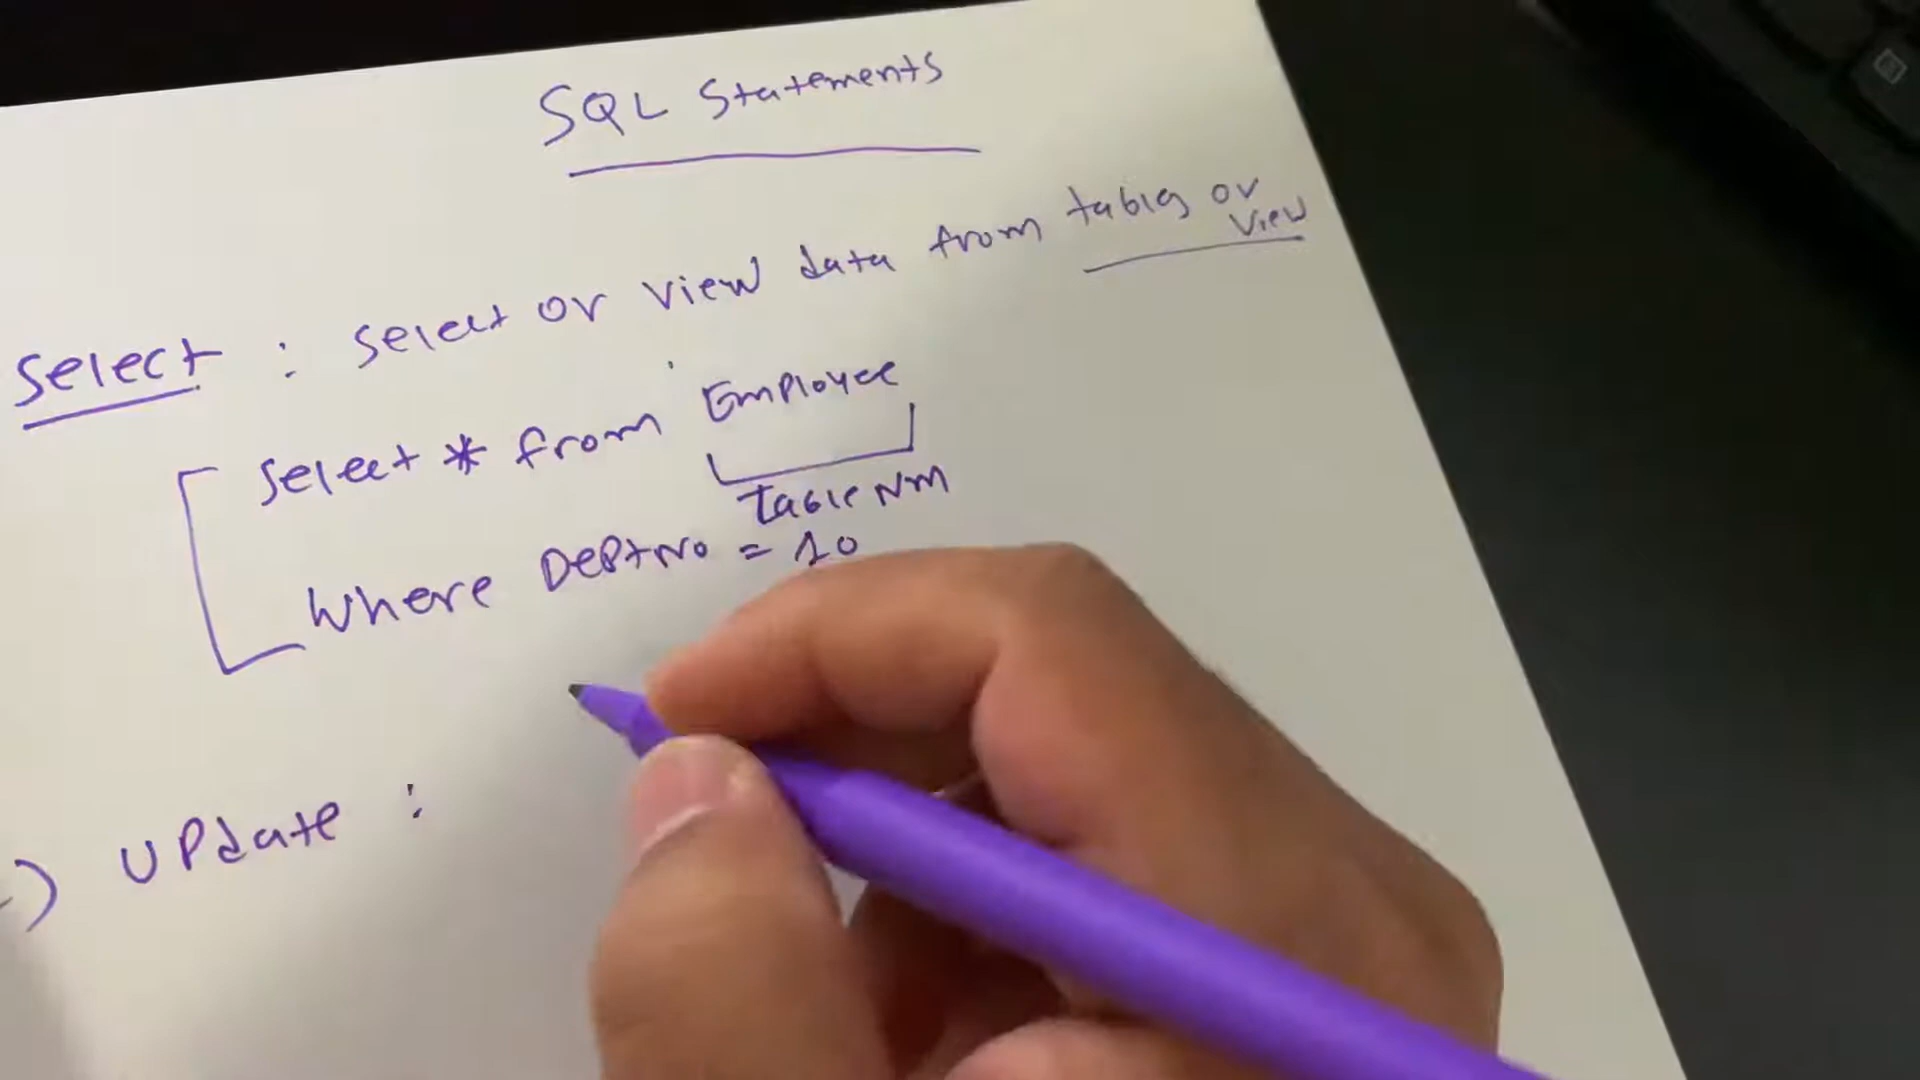 SQL Statements
Select : Select or view data from tables or
view
Select * from Employee
table NM
Where DeptNo = 10
) Update :